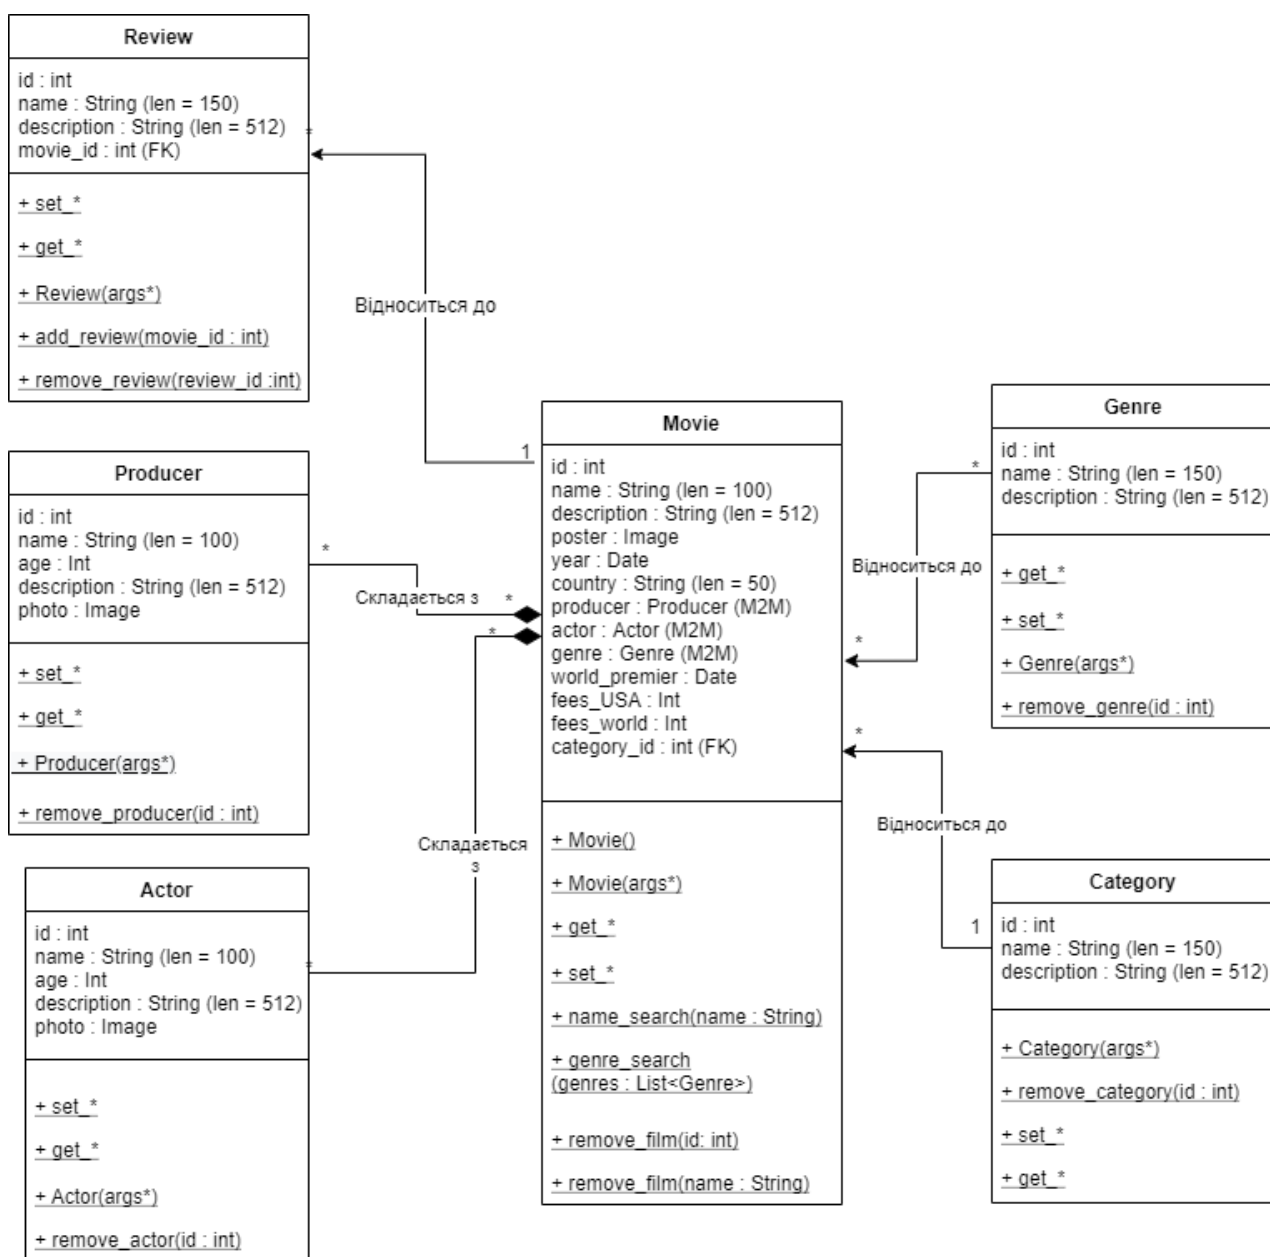 Review
id : int
name : String (len = 150)
description : String (len = 512)
movie_id : int (FK)
+ set_*
+ get_*
+ Review(args*)
+ add_review(movie_id : int)
+ remove_review(review_id :int)
*
Відноситься до
1
Producer
id : int
name : String (len = 100)
age : Int
description : String (len = 512)
photo : Image
+ set_*
+ get_*
+ Producer(args*)
+ remove_producer(id : int)
*
Складається з
*
Actor
id : int
name : String (len = 100)
age : Int
description : String (len = 512)
photo : Image
+ set_*
+ get_*
+ Actor(args*)
+ remove_actor(id : int)
*
Складається
з
*
Movie
id : int
name : String (len = 100)
description : String (len = 512)
poster : Image
year : Date
country : String (len = 50)
producer : Producer (M2M)
actor : Actor (M2M)
genre : Genre (M2M)
world_premier : Date
fees_USA : Int
fees_world : Int
category_id : int (FK)
+ Movie()
+ Movie(args*)
+ get_*
+ set_*
+ name_search(name : String)
+ genre_search
(genres : List<Genre>)
+ remove_film(id: int)
+ remove_film(name : String)
*
Відноситься до
*
Genre
id : int
name : String (len = 150)
description : String (len = 512)
+ get_*
+ set_*
+ Genre(args*)
+ remove_genre(id : int)
*
Відноситься до
1
Category
id : int
name : String (len = 150)
description : String (len = 512)
+ Category(args*)
+ remove_category(id : int)
+ set_*
+ get_*